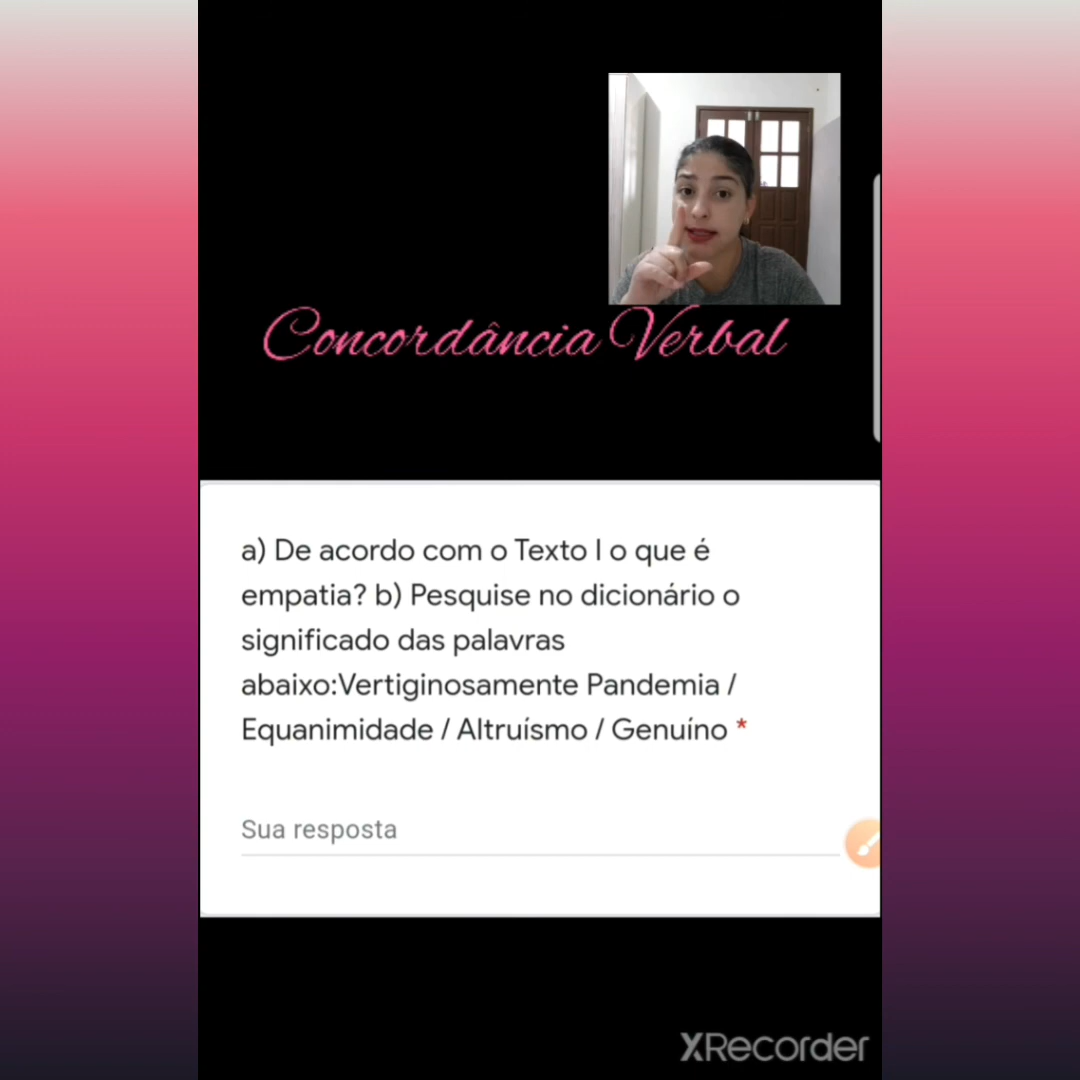 Concordância Verbal
a) De acordo com o Texto I o que é
empatia? b) Pesquise no dicionário o
significado das palavras
abaixo:Vertiginosamente Pandemia /
Equanimidade / Altruísmo / Genuíno *
Sua resposta
XRecorder